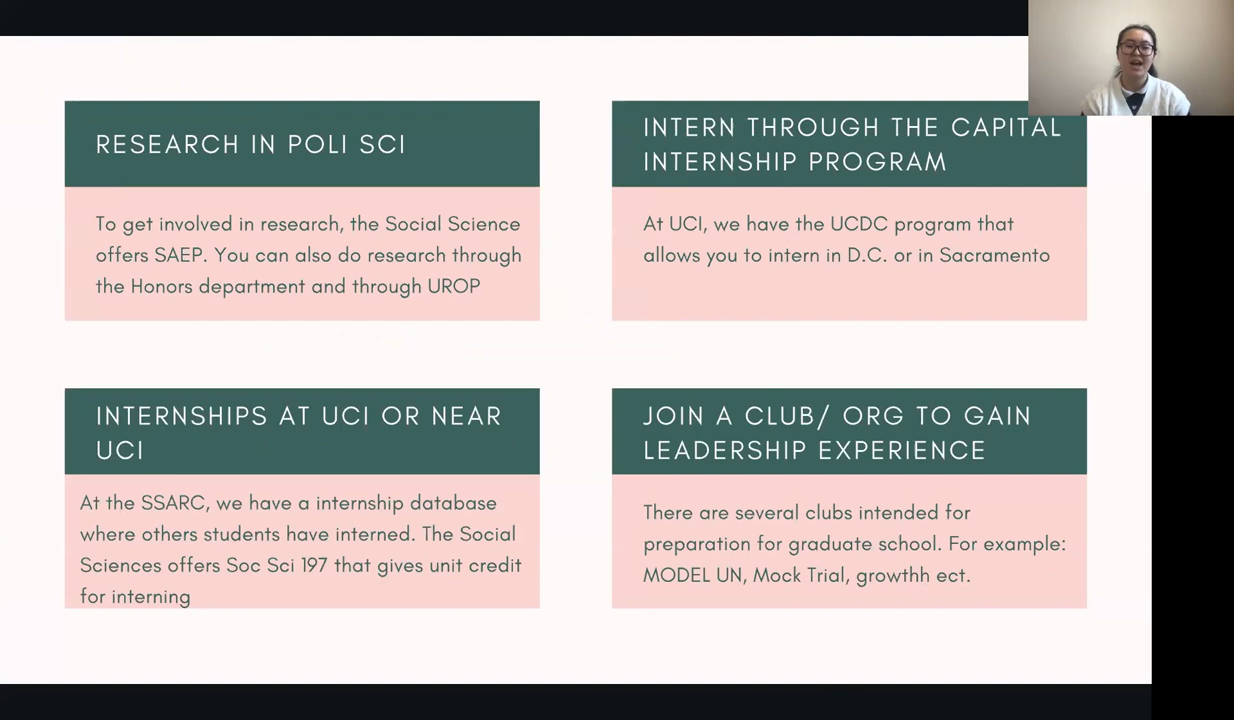 RESEARCH IN POLI SCI
To get involved in research, the Social Science
offers SAEP. You can also do research through
the Honors department and through UROP
INTERN THROUGH THE CAPITAL
INTERNSHIP PROGRAM
At UCI, we have the UCDC program that
allows you to intern in D.C. or in Sacramento
INTERNSHIPS AT UCI OR NEAR
UCI
At the SSARC, we have a internship database
where others students have interned. The Social
Sciences offers Soc Sci 197 that gives unit credit
for interning
JOIN A CLUB/ ORG TO GAIN
LEADERSHIP EXPERIENCE
There are several clubs intended for
preparation for graduate school. For example:
MODEL UN, Mock Trial, growthh ect.